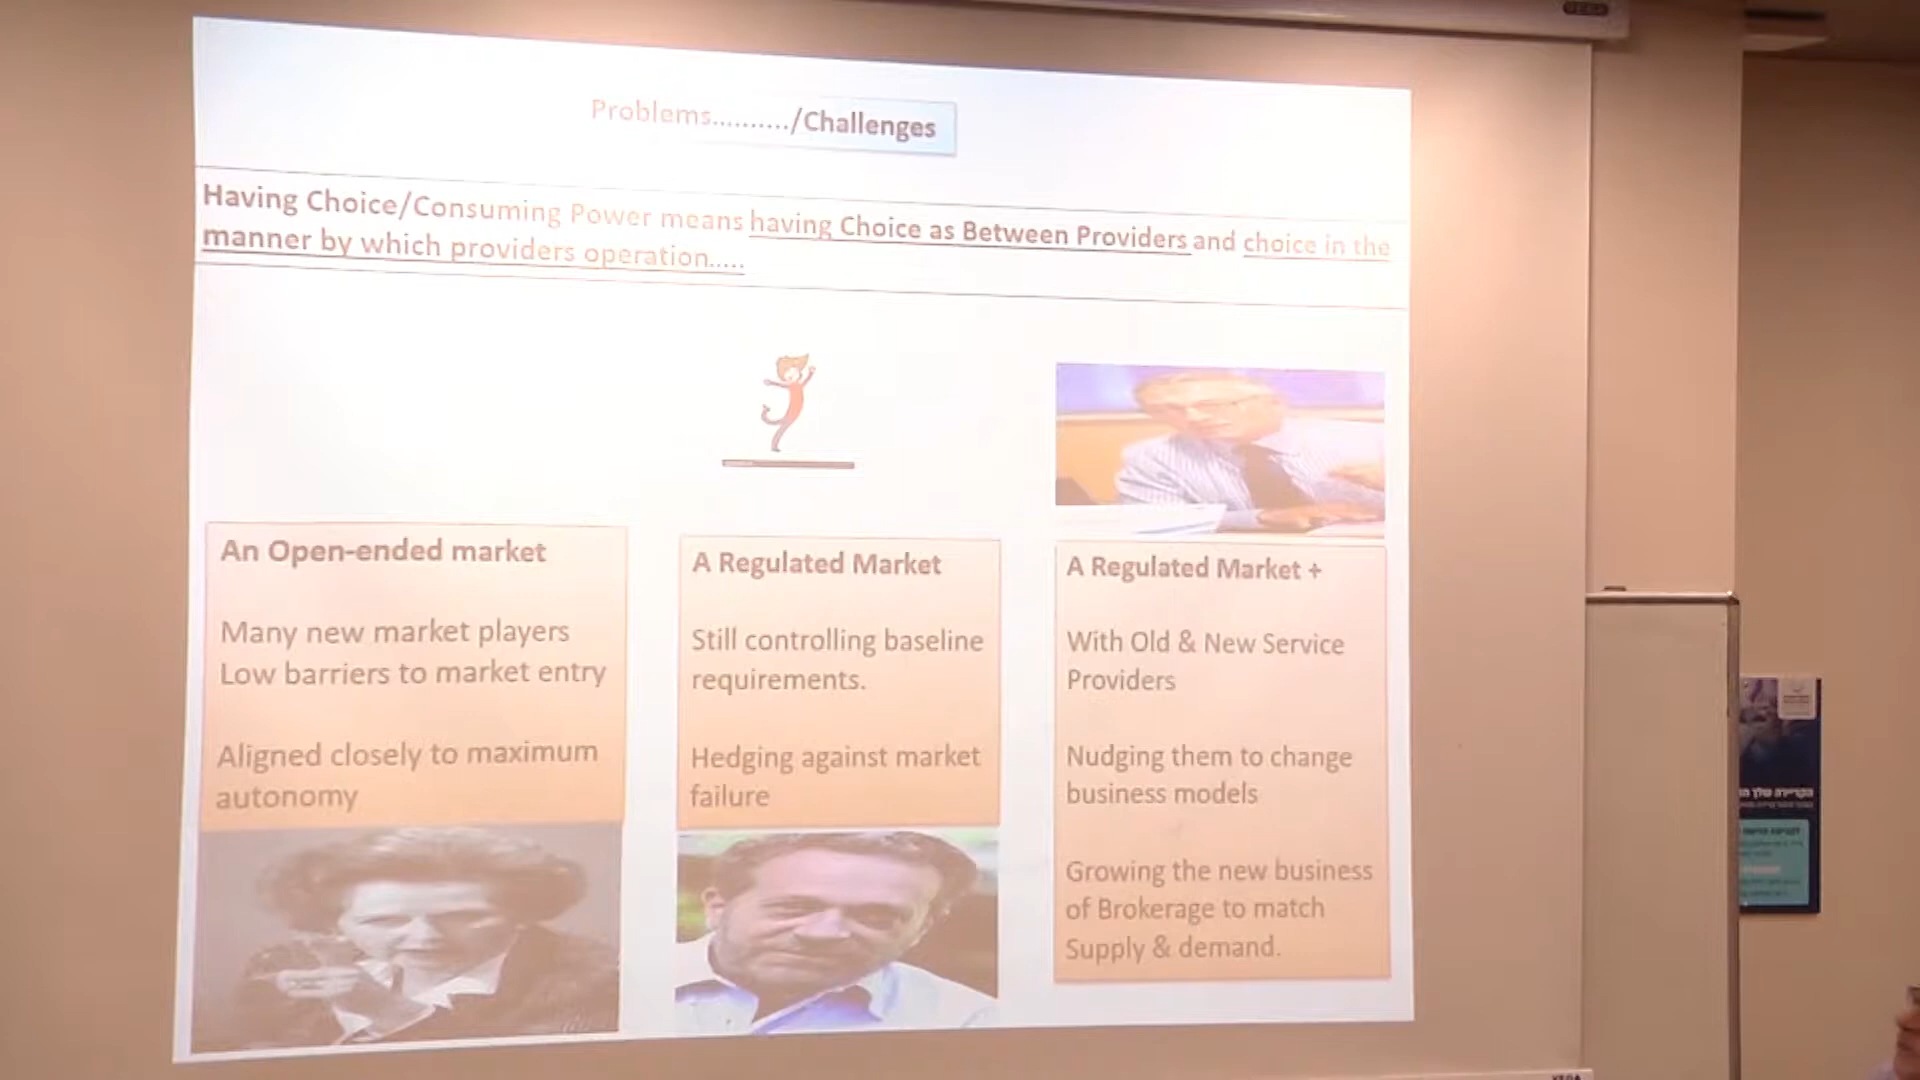 Problems........../Challenges
Having Choice/Consuming Power means having Choice as Between Providers and choice in the
manner by which providers operation.....
An Open-ended market
Many new market players
Low barriers to market entry
Aligned closely to maximum
autonomy
A Regulated Market
Still controlling baseline
requirements.
Hedging against market
failure
A Regulated Market +
With Old & New Service
Providers
Nudging them to change
business models
Growing the new business
of Brokerage to match
Supply & demand.
הקריירה שלך
VEGA